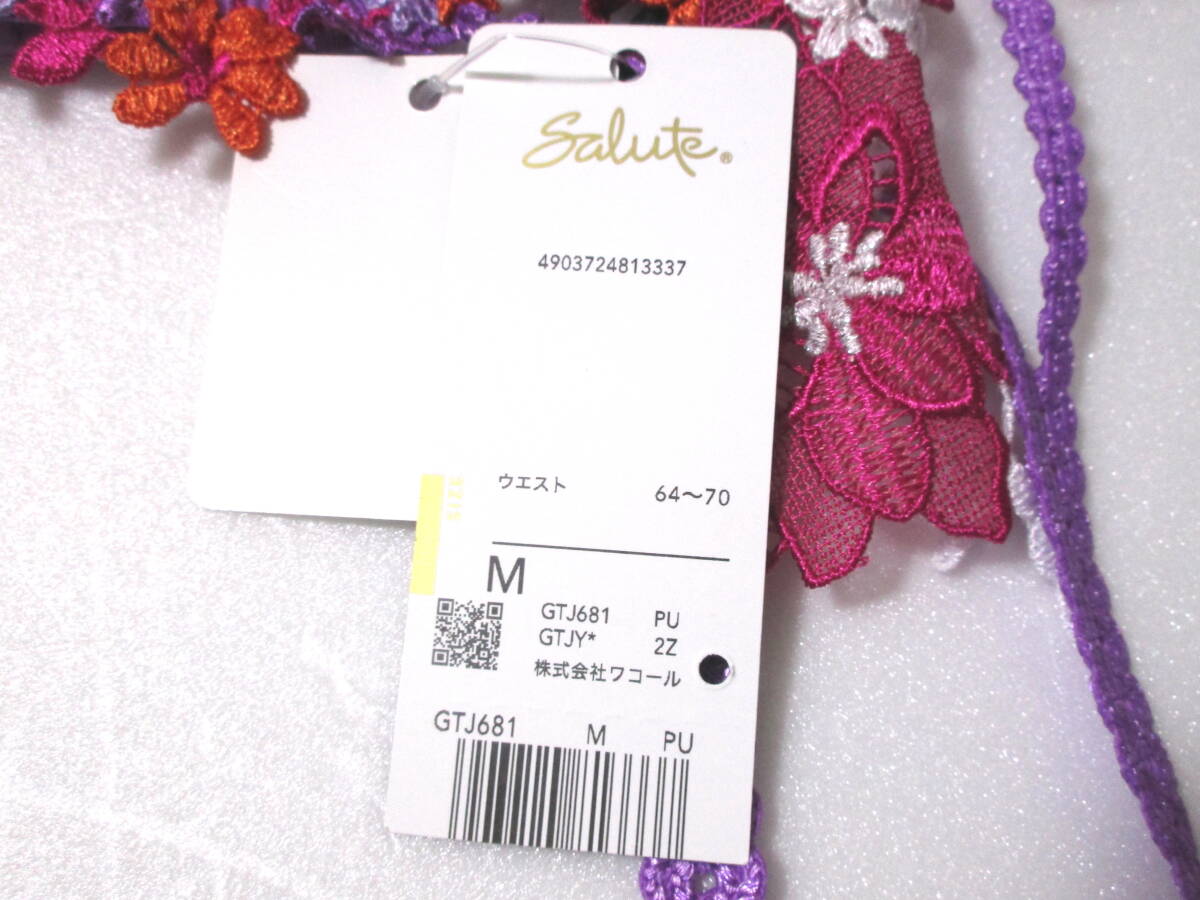 Salute®
4903724813337
SIZE
ウエスト 64〜70
M
GTJ681 PU
GTJY* 2Z
株式会社ワコール
GTJ681 M PU